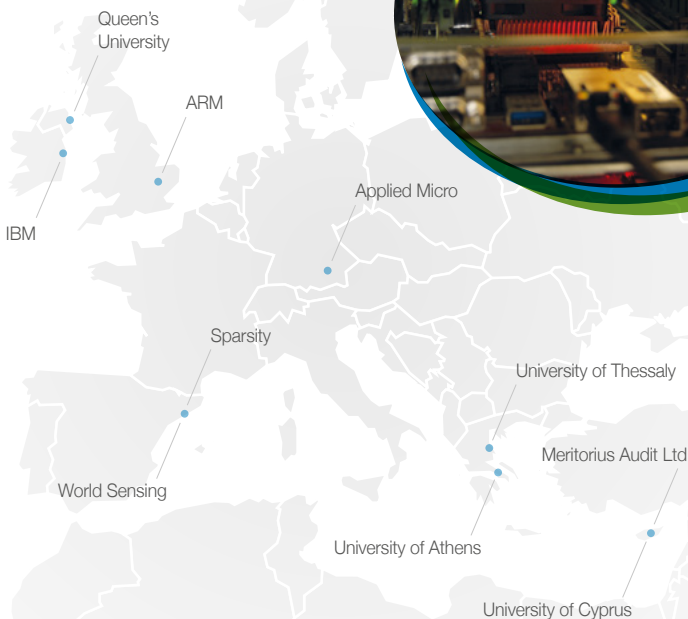 Queen's
University
ARM
Applied Micro
IBM
Sparsity
University of Thessaly
Meritorius Audit Ltd
World Sensing
University of Athens
University of Cyprus